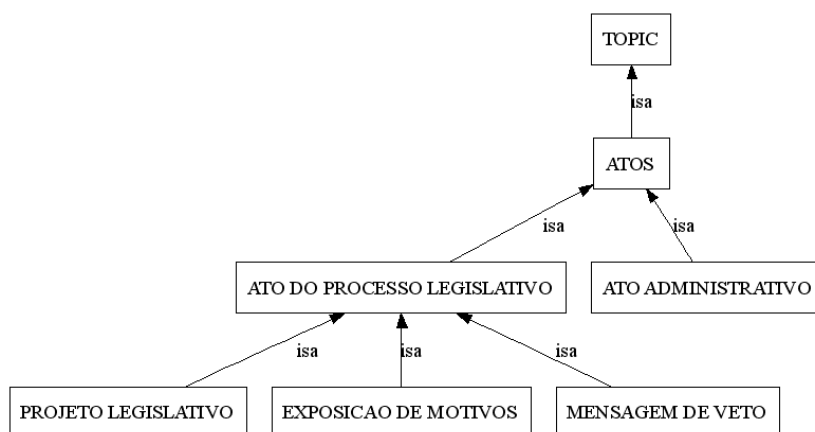 TOPIC
isa
ATOS
isa
isa
ATO DO PROCESSO LEGISLATIVO
ATO ADMINISTRATIVO
isa
isa
isa
PROJETO LEGISLATIVO
EXPOSICAO DE MOTIVOS
MENSAGEM DE VETO